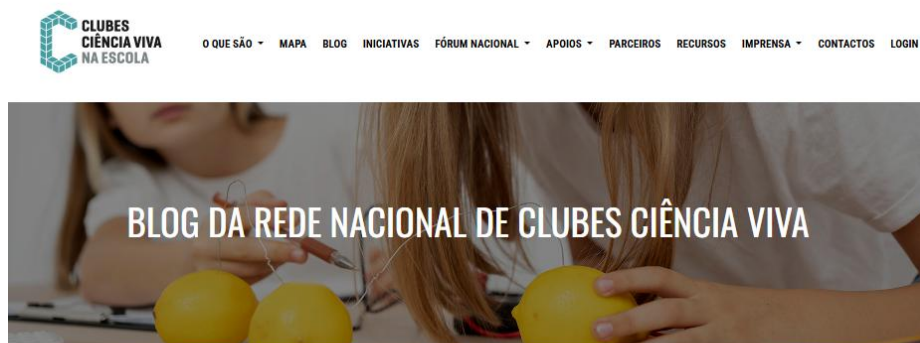 CLUBES
CIÊNCIA VIVA
NA ESCOLA
O QUE SÃO MAPA BLOG INICIATIVAS FÓRUM NACIONAL APOIOS PARCEIROS RECURSOS IMPRENSA CONTACTOS LOGIN
BLOG DA REDE NACIONAL DE CLUBES CIÊNCIA VIVA